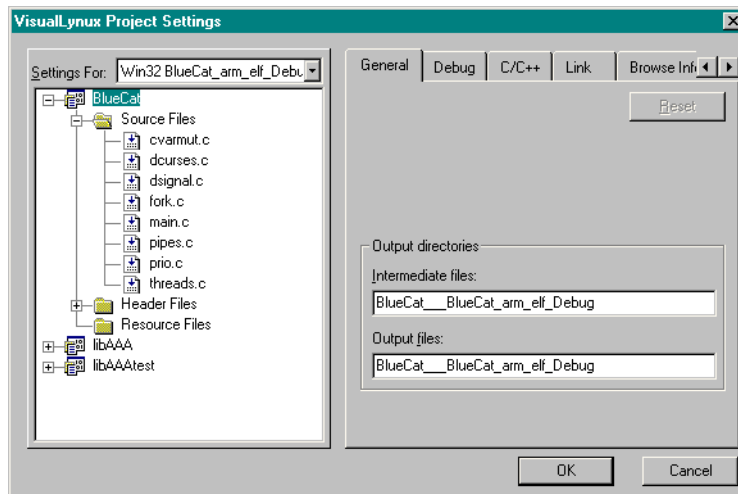 VisualLynux Project Settings
Settings For: Win32 BlueCat_arm_elf_Debu
BlueCat
Source Files
cvarmut.c
dcurses.c
dsignal.c
fork.c
main.c
pipes.c
prio.c
threads.c
Header Files
Resource Files
libAAA
libAAAtest
General Debug C/C++ Link Browse Info
Reset
Output directories
Intermediate files:
BlueCat___BlueCat_arm_elf_Debug
Output files:
BlueCat___BlueCat_arm_elf_Debug
OK Cancel